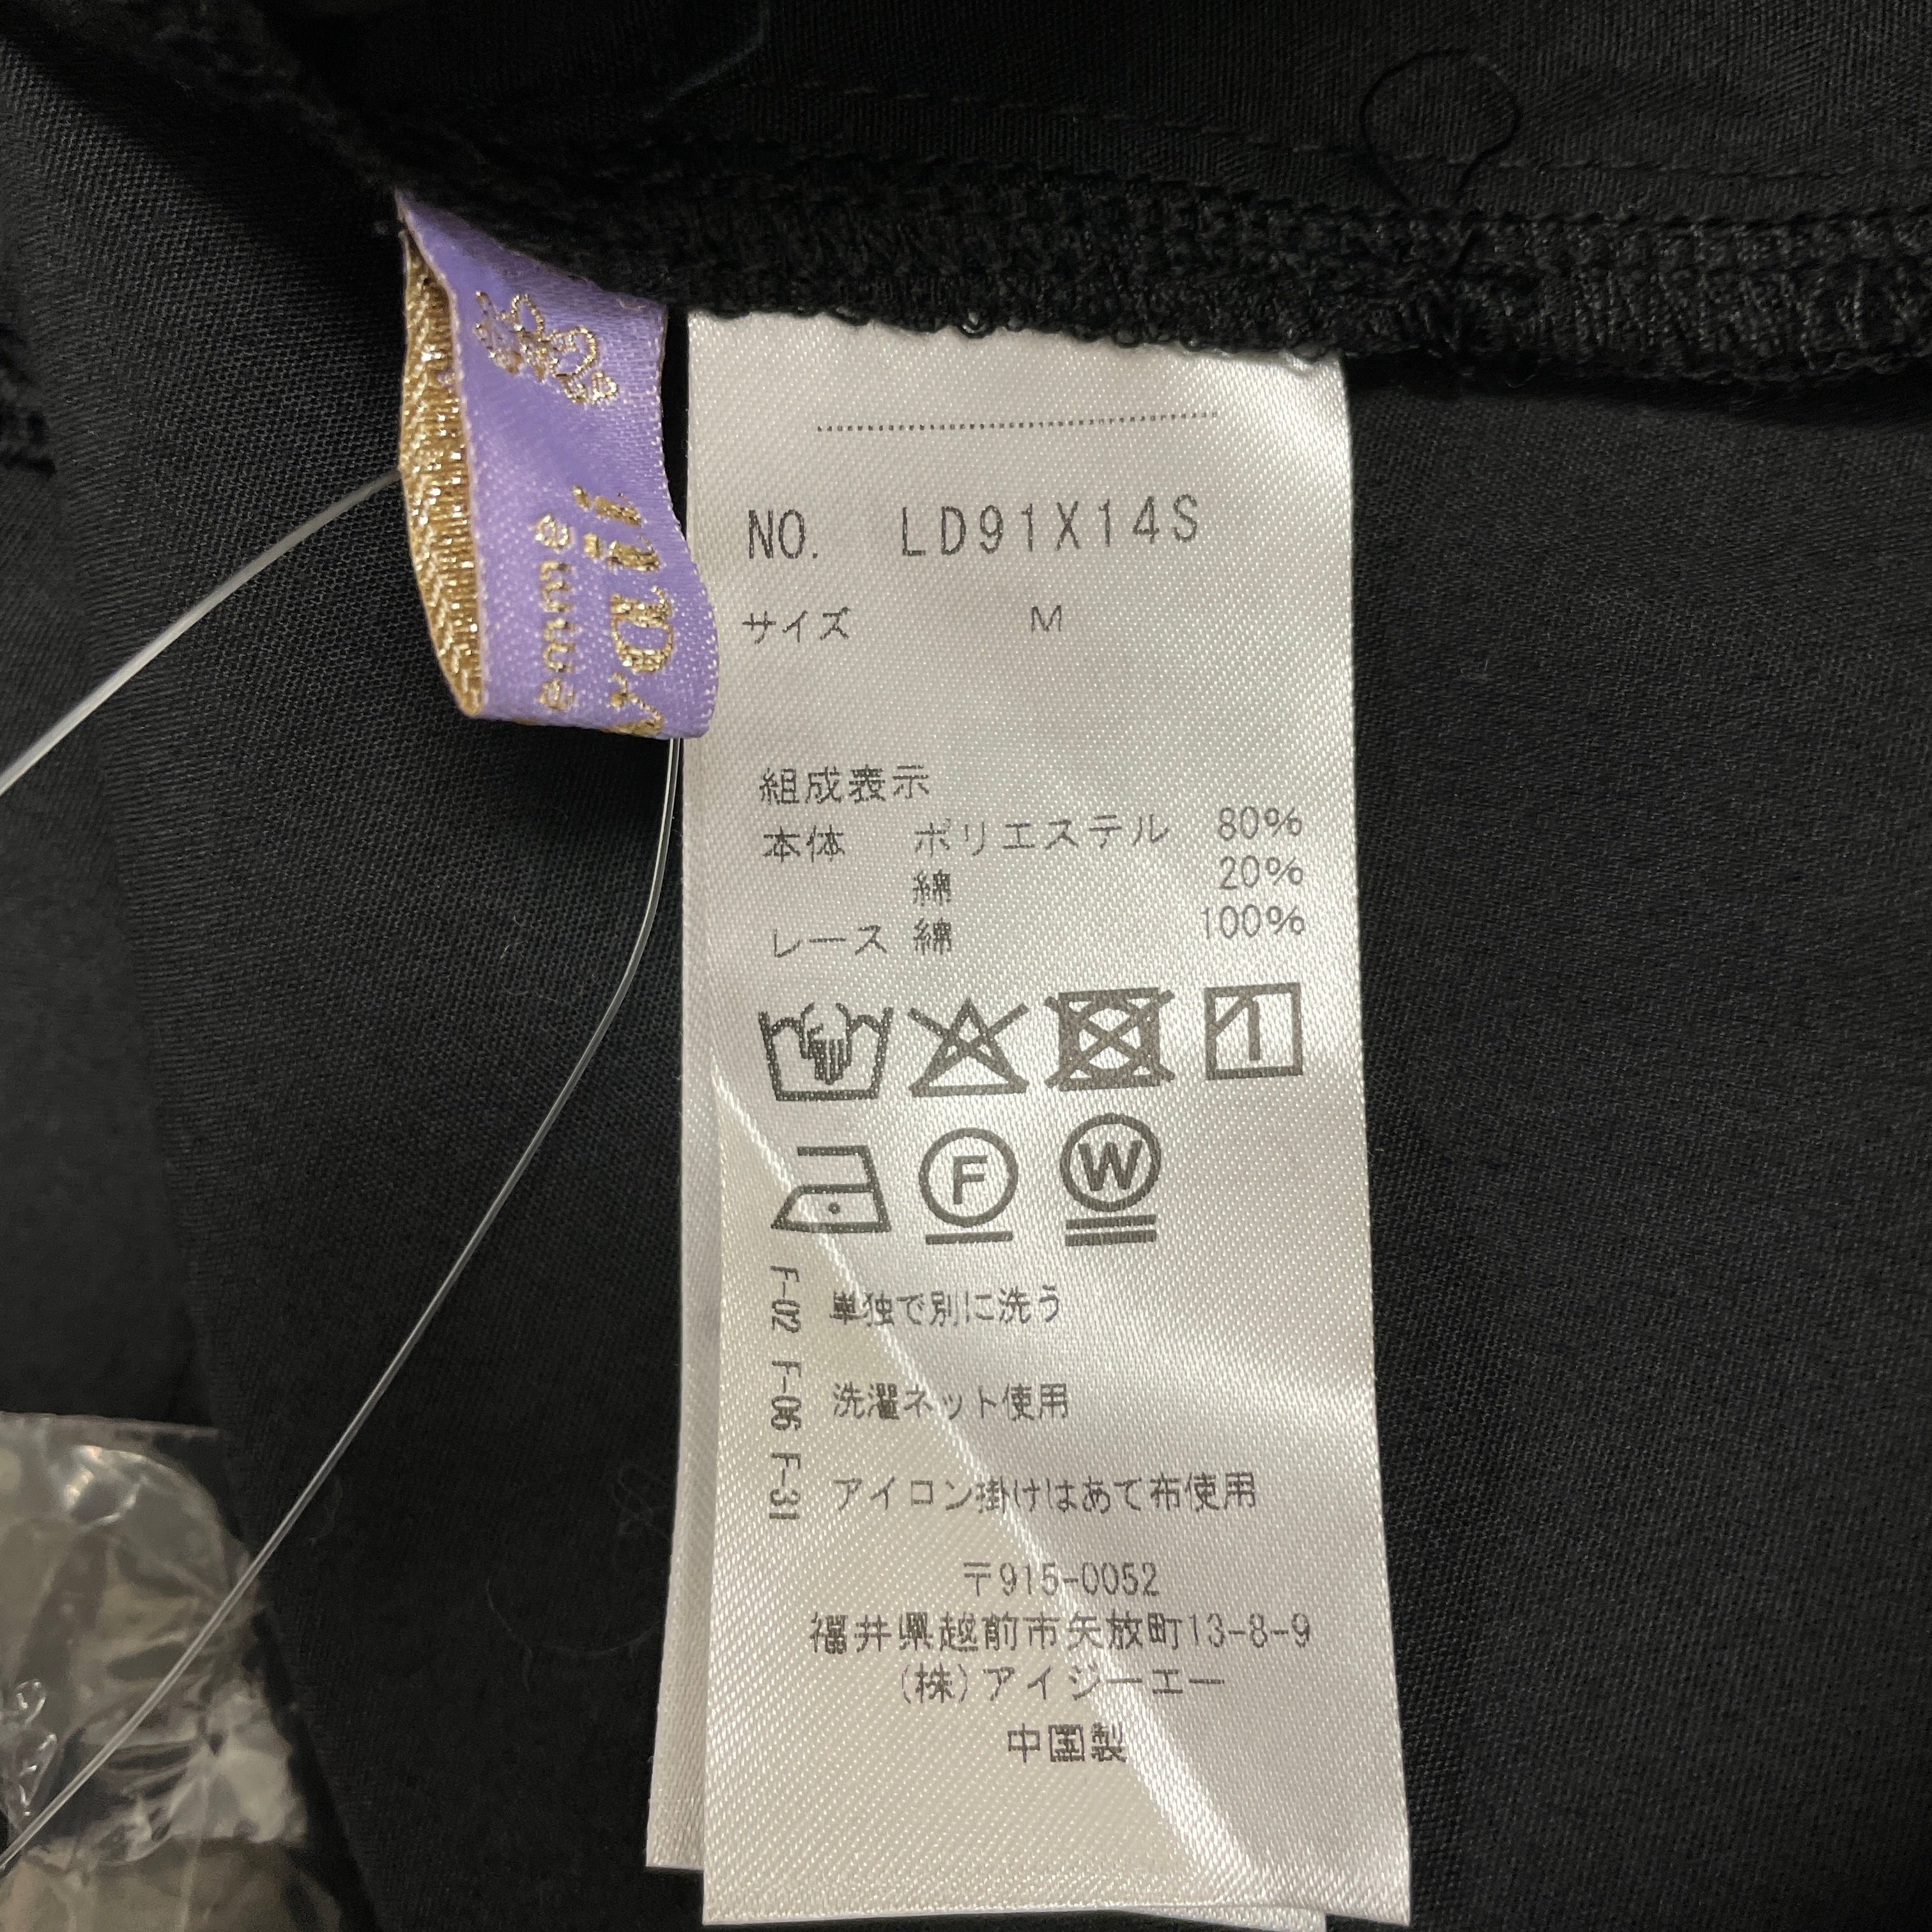 NO. LD91X14S
サイズ M
組成表示
本体 ポリエステル 80%
綿 20%
レース 綿 100%
F
W
F-02 単独で別に洗う
F-06 洗濯ネット使用
F-31 アイロン掛けはあて布使用
〒915-0052
福井県越前市矢放町13-8-9
(株)アイジーエー
中国製